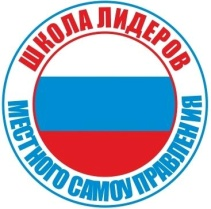 ШКОЛА ЛИДЕРОВ
МЕСТНОГО САМОУПРАВЛЕНИЯ